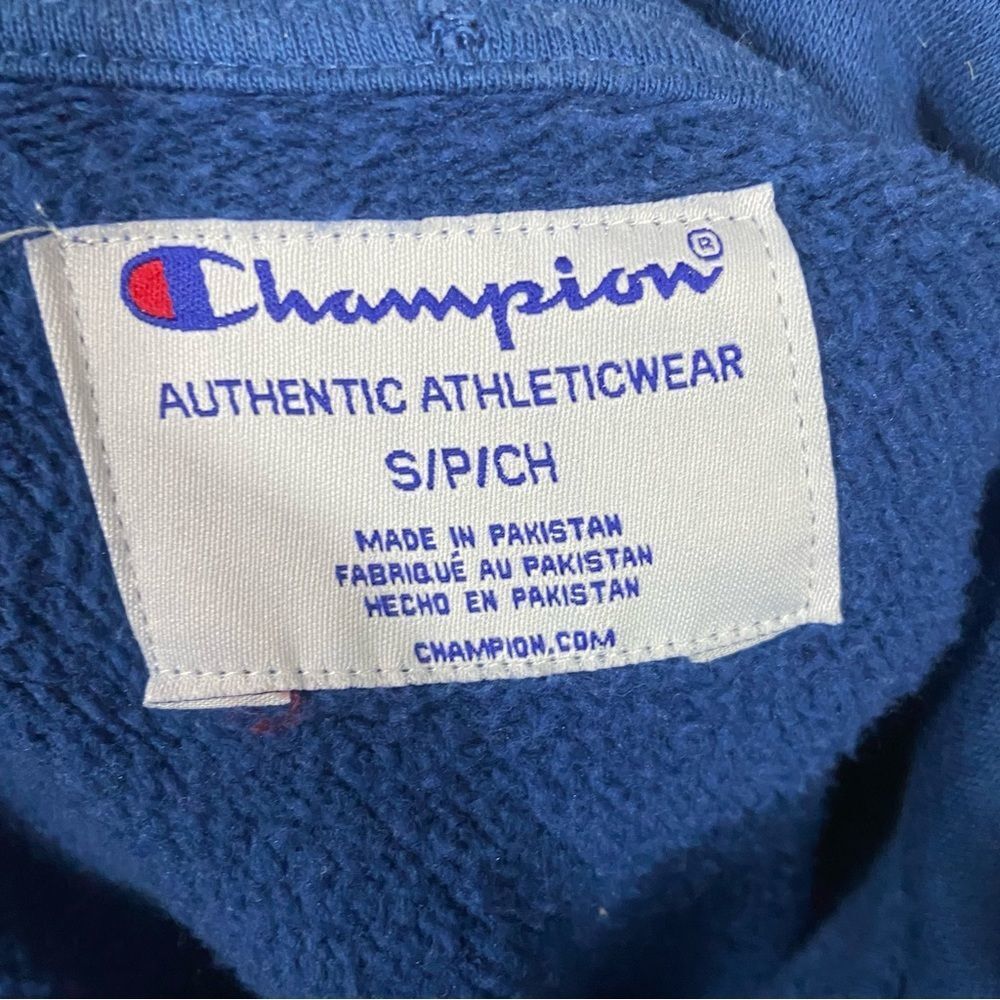 Champion®
AUTHENTIC ATHLETICWEAR
S/P/CH
MADE IN PAKISTAN
FABRIQUÉ AU PAKISTAN
HECHO EN PAKISTAN
CHAMPION.COM